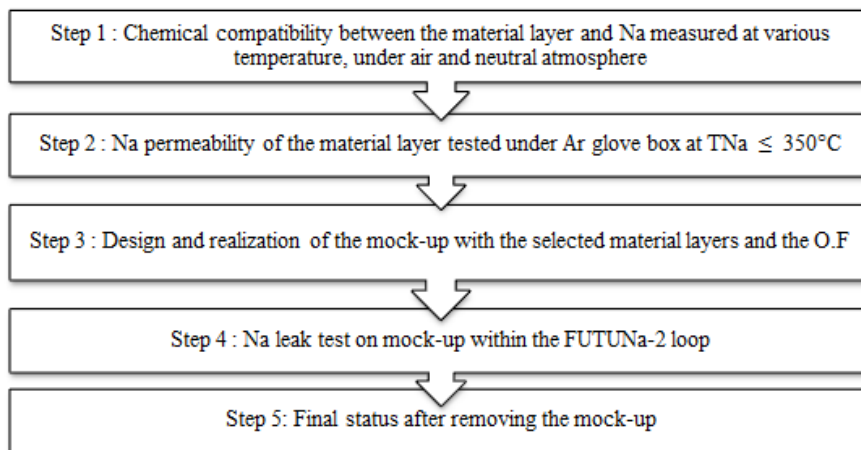 Step 1 : Chemical compatibility between the material layer and Na measured at various
temperature, under air and neutral atmosphere
Step 2 : Na permeability of the material layer tested under Ar glove box at TNa ≤ 350°C
Step 3 : Design and realization of the mock-up with the selected material layers and the O.F
Step 4 : Na leak test on mock-up within the FUTUNa-2 loop
Step 5: Final status after removing the mock-up